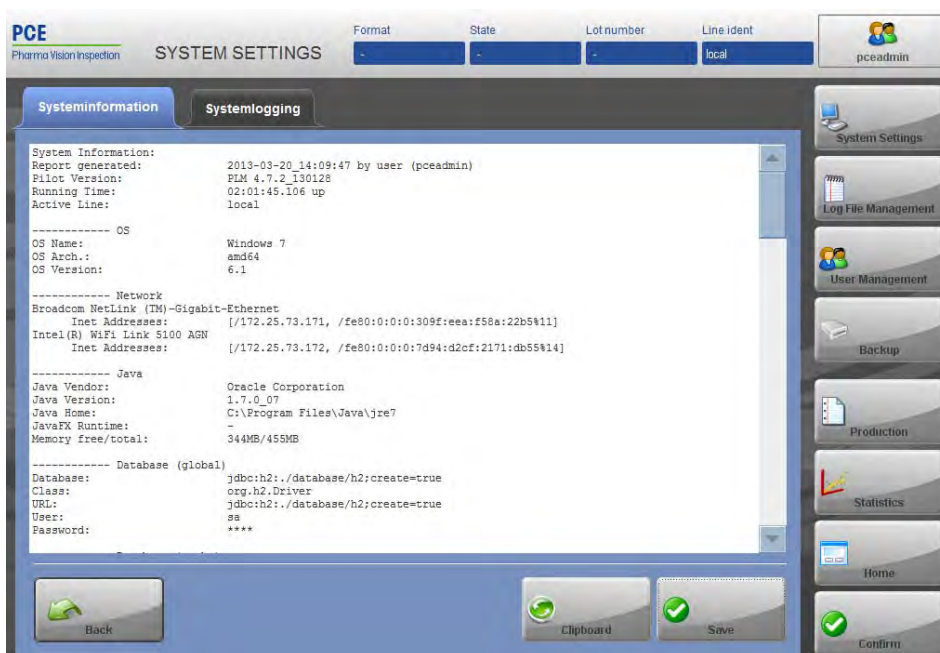 PCE
Pharma Vision Inspection
SYSTEM SETTINGS
Format
-
State
-
Lot number
-
Line ident
local
pceadmin
Systeminformation
Systemlogging
System Information:
Report generated: 2013-03-20_14:09:47 by user (pceadmin)
Pilot Version: PLM 4.7.2_130128
Running Time: 02:01:45.106 up
Active Line: local
------------ OS
OS Name: Windows 7
OS Arch.: amd64
OS Version: 6.1
------------ Network
Broadcom NetLink (TM)-Gigabit-Ethernet
Inet Addresses: [/172.25.73.171, /fe80:0:0:0:309f:eea:f58a:22b5%11]
Intel(R) WiFi Link 5100 AGN
Inet Addresses: [/172.25.73.172, /fe80:0:0:0:7d94:d2cf:2171:db55%14]
------------ Java
Java Vendor: Oracle Corporation
Java Version: 1.7.0_07
Java Home: C:\Program Files\Java\jre7
JavaFX Runtime: -
Memory free/total: 344MB/455MB
------------ Database (global)
Database: jdbc:h2:./database/h2;create=true
Class: org.h2.Driver
URL: jdbc:h2:./database/h2;create=true
User: sa
Password: ****
System Settings
Log File Management
User Management
Backup
Production
Statistics
Home
Confirm
Back
Clipboard
Save